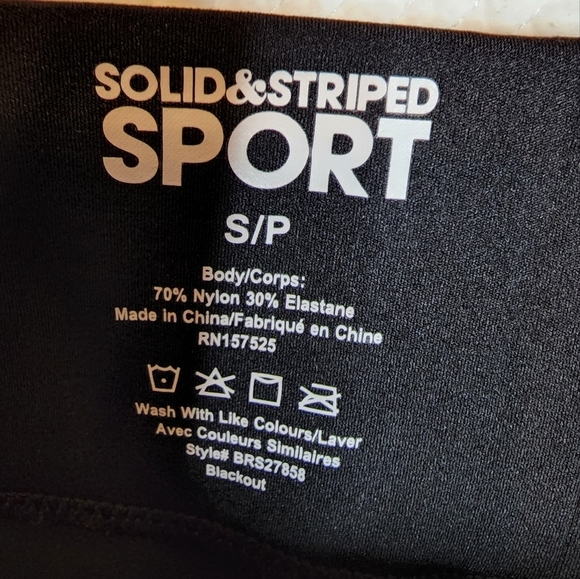 SOLID&STRIPED
SPORT
S/P
Body/Corps:
70% Nylon 30% Elastane
Made in China/Fabriqué en Chine
RN157525
Wash With Like Colours/Laver
Avec Couleurs Similaires
Style# BRS27858
Blackout